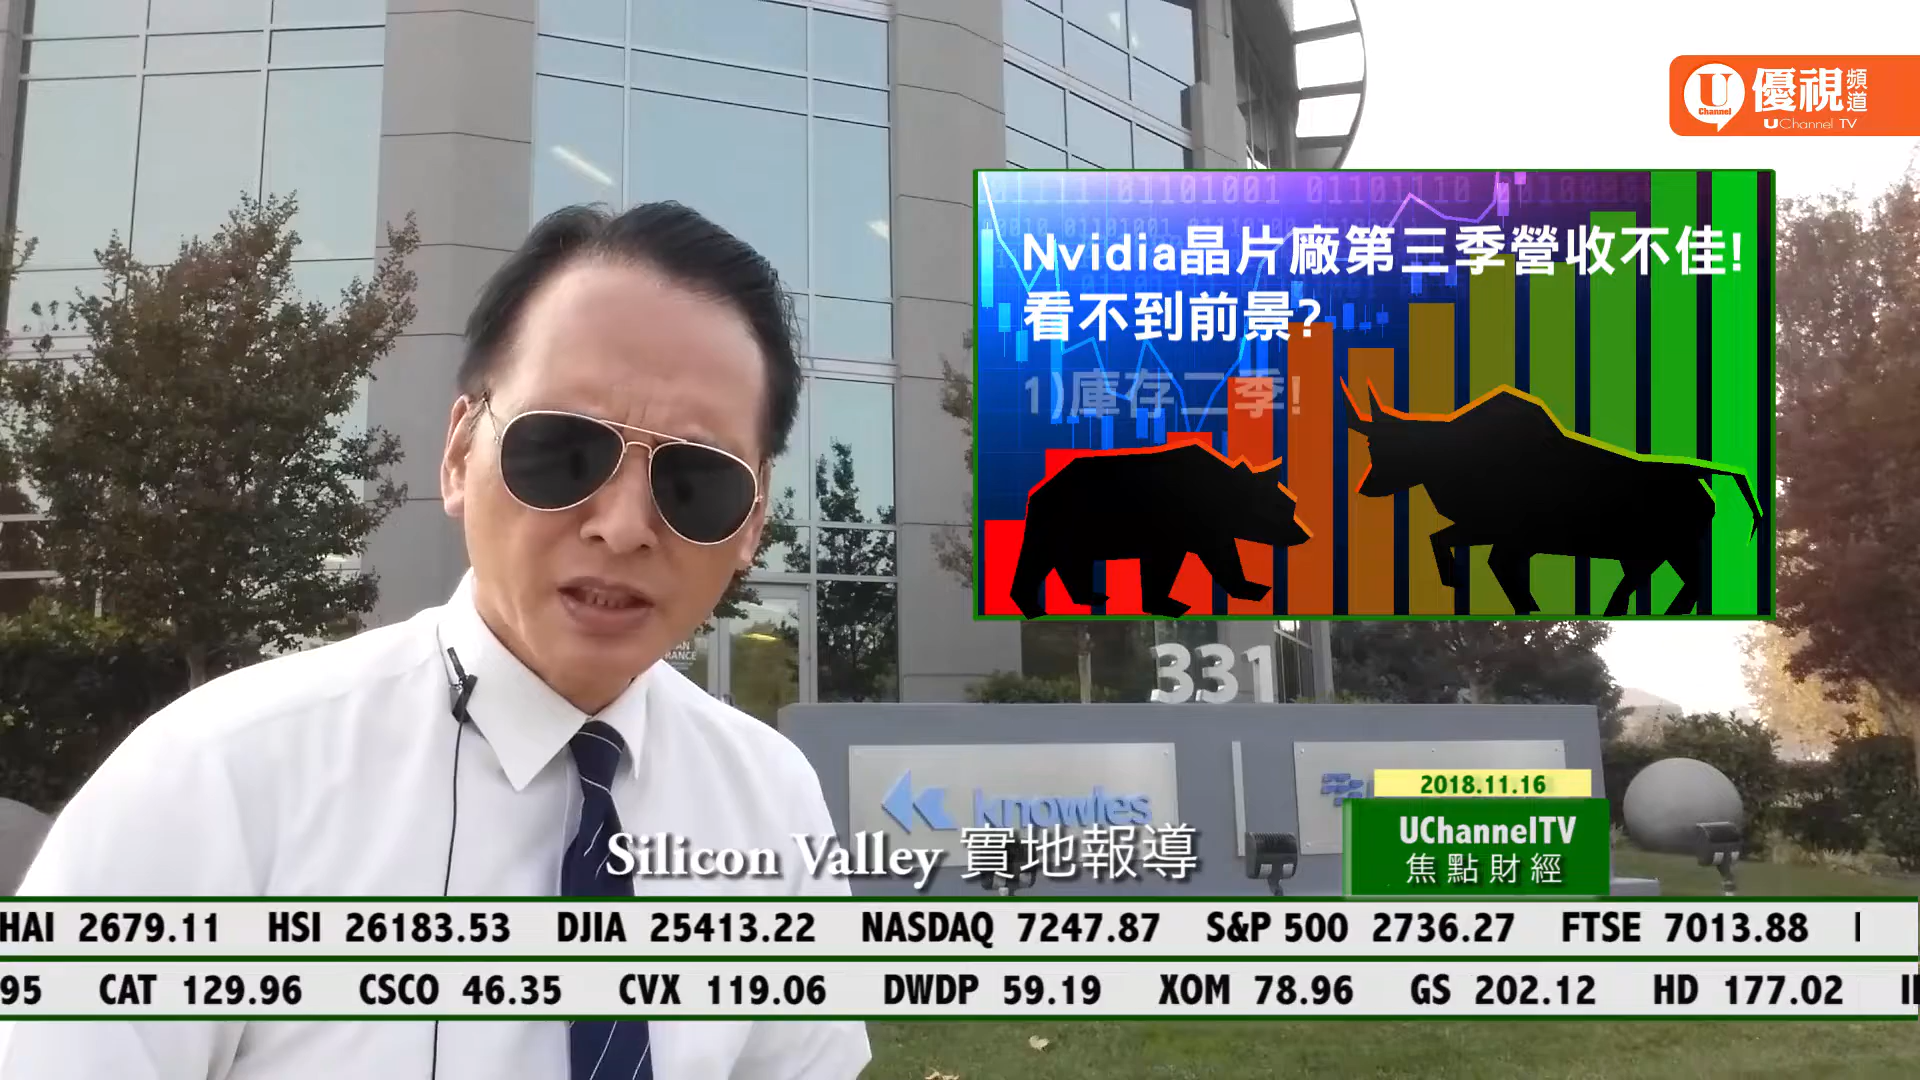 U
Channel
優視頻道
UChannel TV
01101001 01101110
Nvidia晶片廠第三季營收不佳!
看不到前景?
1)庫存二季!
331
knowles
2018.11.16
UChannelTV
焦點財經
Silicon Valley 實地報導
HAI 2679.11 HSI 26183.53 DJIA 25413.22 NASDAQ 7247.87 S&P 500 2736.27 FTSE 7013.88
95 CAT 129.96 CSCO 46.35 CVX 119.06 DWDP 59.19 XOM 78.96 GS 202.12 HD 177.02